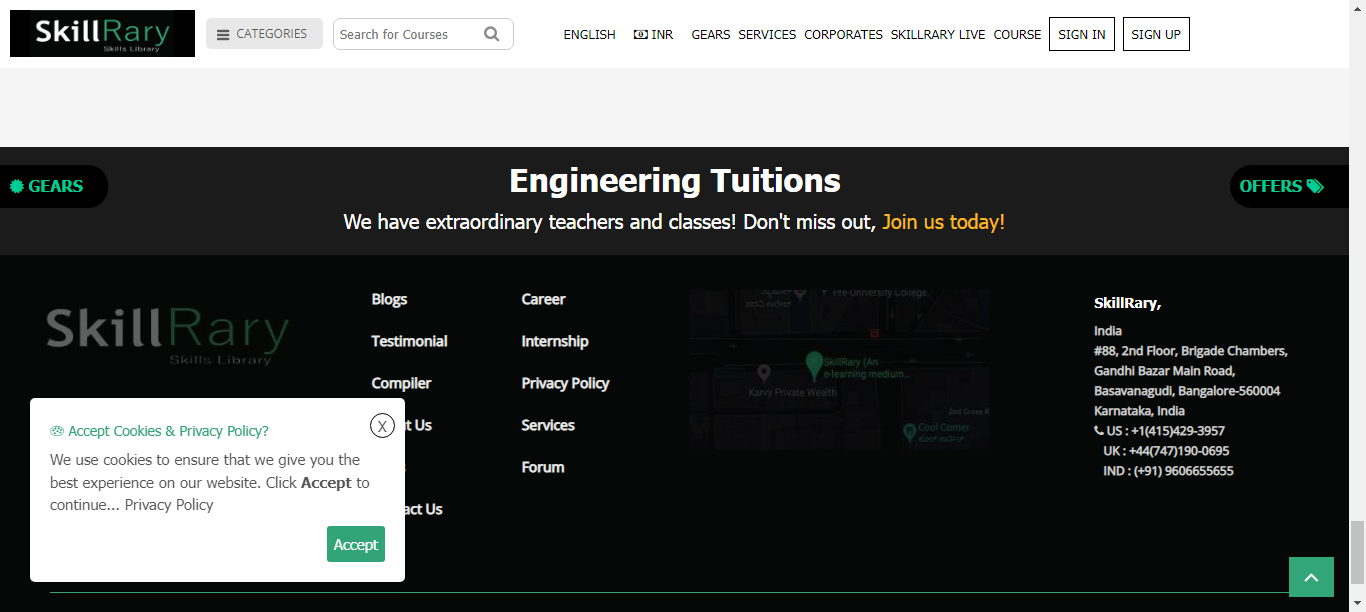 SkillRary
Skills Library
CATEGORIES
Search for Courses
ENGLISH
INR
GEARS
SERVICES
CORPORATES
SKILLRARY LIVE
COURSE
SIGN IN
SIGN UP
GEARS
Engineering Tuitions
We have extraordinary teachers and classes! Don't miss out, Join us today!
OFFERS
SkillRary
Skills Library
Blogs
Testimonial
Compiler
t Us
act Us
Career
Internship
Privacy Policy
Services
Forum
Pre-University College.
SkillRary (An
e-learning medium...
Karvy Private Wealth
2nd Cross R
Cool Corner
SkillRary,
India
#88, 2nd Floor, Brigade Chambers,
Gandhi Bazar Main Road,
Basavanagudi, Bangalore-560004
Karnataka, India
US : +1(415)429-3957
UK : +44(747)190-0695
IND : (+91) 9606655655
Accept Cookies & Privacy Policy?
X
We use cookies to ensure that we give you the
best experience on our website. Click Accept to
continue... Privacy Policy
Accept